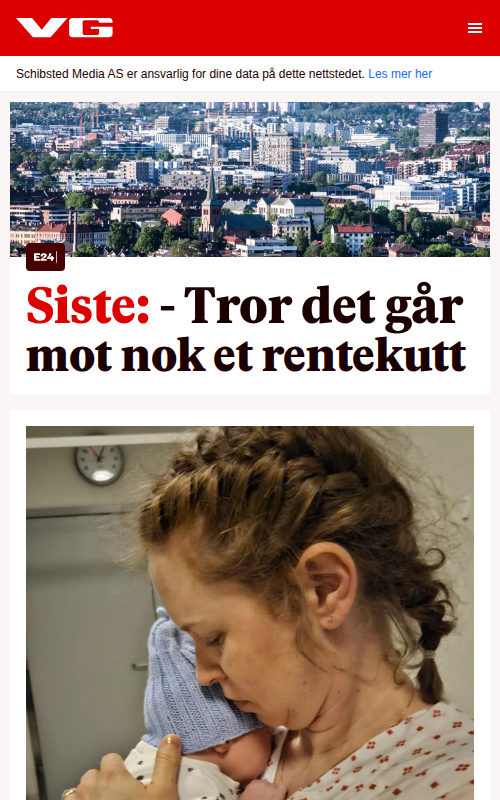 VG
Schibsted Media AS er ansvarlig for dine data på dette nettstedet. Les mer her
E24
Siste: - Tror det går
mot nok et rentekutt